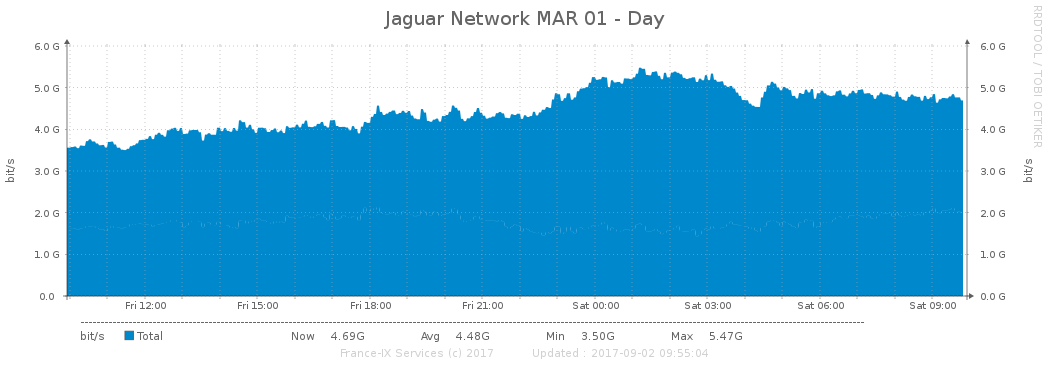 Jaguar Network MAR 01 - Day
RRDTOOL / TOBI OETIKER
6.0 G 6.0 G
5.0 G 5.0 G
4.0 G 4.0 G
3.0 G 3.0 G
2.0 G 2.0 G
1.0 G 1.0 G
0.0 0.0 G
bit/s
bit/s
Fri 12:00 Fri 15:00 Fri 18:00 Fri 21:00 Sat 00:00 Sat 03:00 Sat 06:00 Sat 09:00
bit/s Total Now 4.69G Avg 4.48G Min 3.50G Max 5.47G
France-IX Services (c) 2017 Updated : 2017-09-02 09:55:04